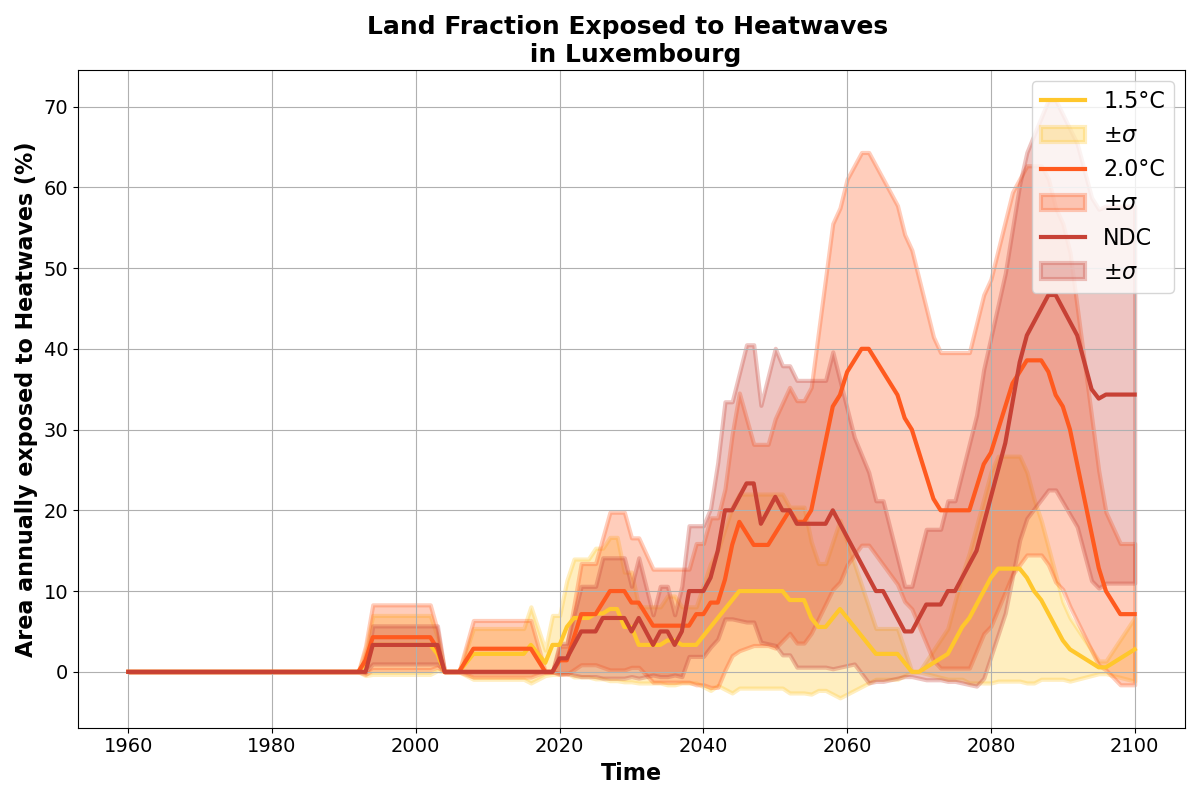 Land Fraction Exposed to Heatwaves
in Luxembourg
Area annually exposed to Heatwaves (%)
70
60
50
40
30
20
10
0
1.5°C
±σ
2.0°C
±σ
NDC
±σ
1960 1980 2000 2020 2040 2060 2080 2100
Time